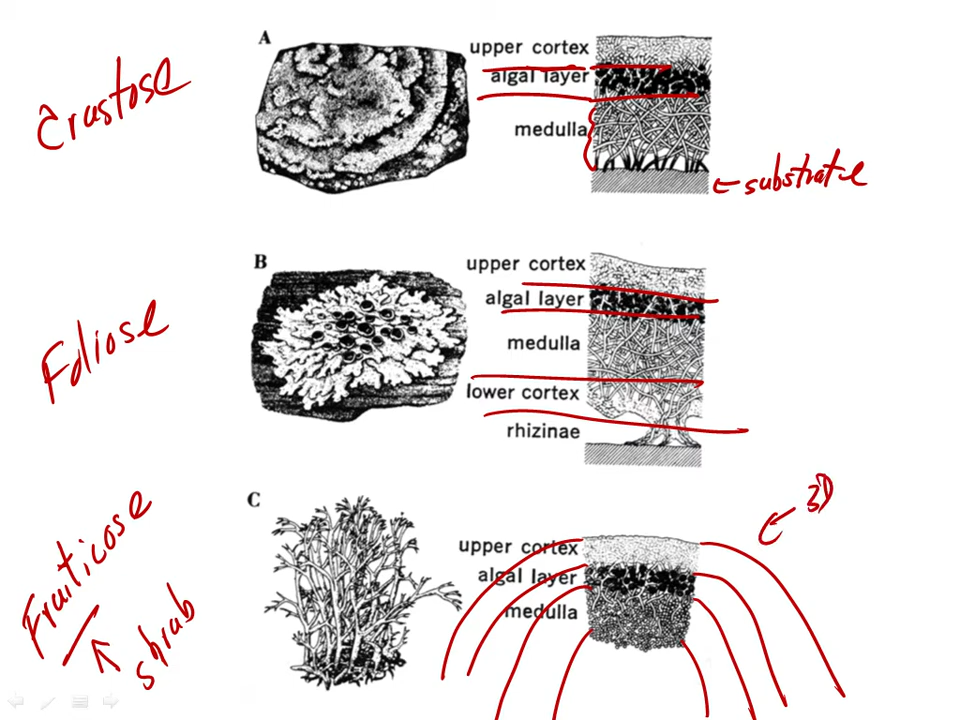 A
Crustose
upper cortex
algal layer
medulla
substrate
B
Foliose
upper cortex
algal layer
medulla
lower cortex
rhizinae
C
Fruiticose
shrub
3D
upper cortex
algal layer
medulla